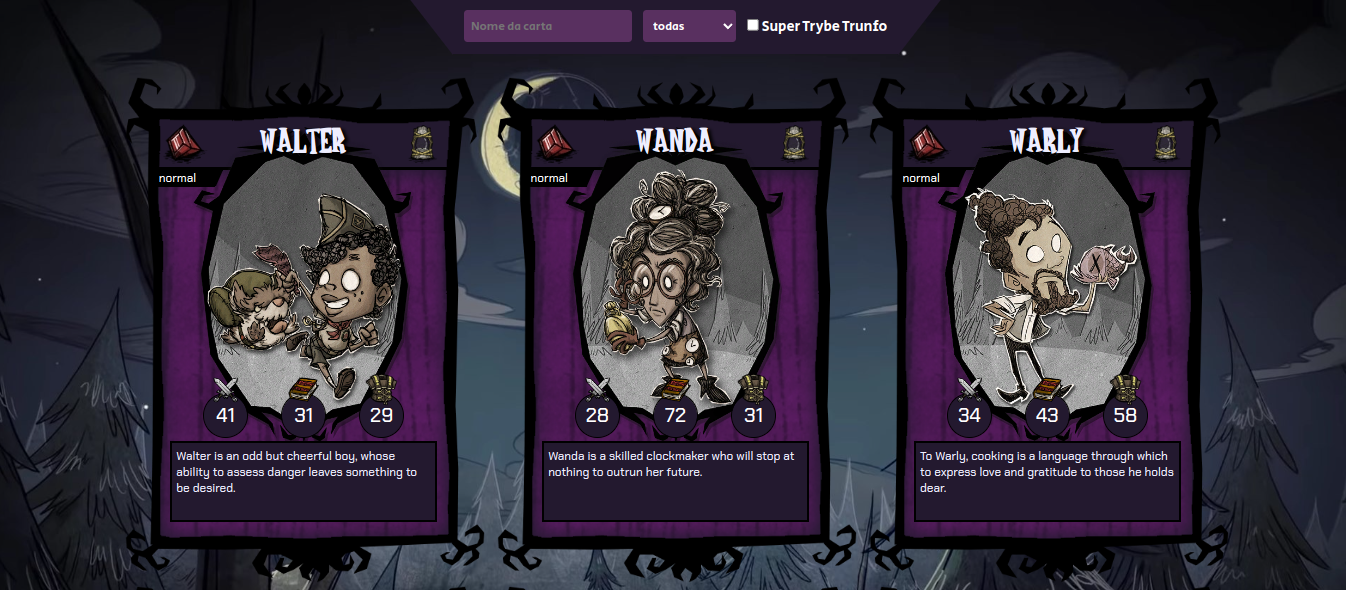 Nome da carta
todas
Super Trybe Trunfo
WALTER
normal
41
31
29
Walter is an odd but cheerful boy, whose
ability to assess danger leaves something to
be desired.
WANDA
normal
28
72
31
Wanda is a skilled clockmaker who will stop at
nothing to outrun her future.
WARLY
normal
34
43
58
To Warly, cooking is a language through which
to express love and gratitude to those he holds
dear.